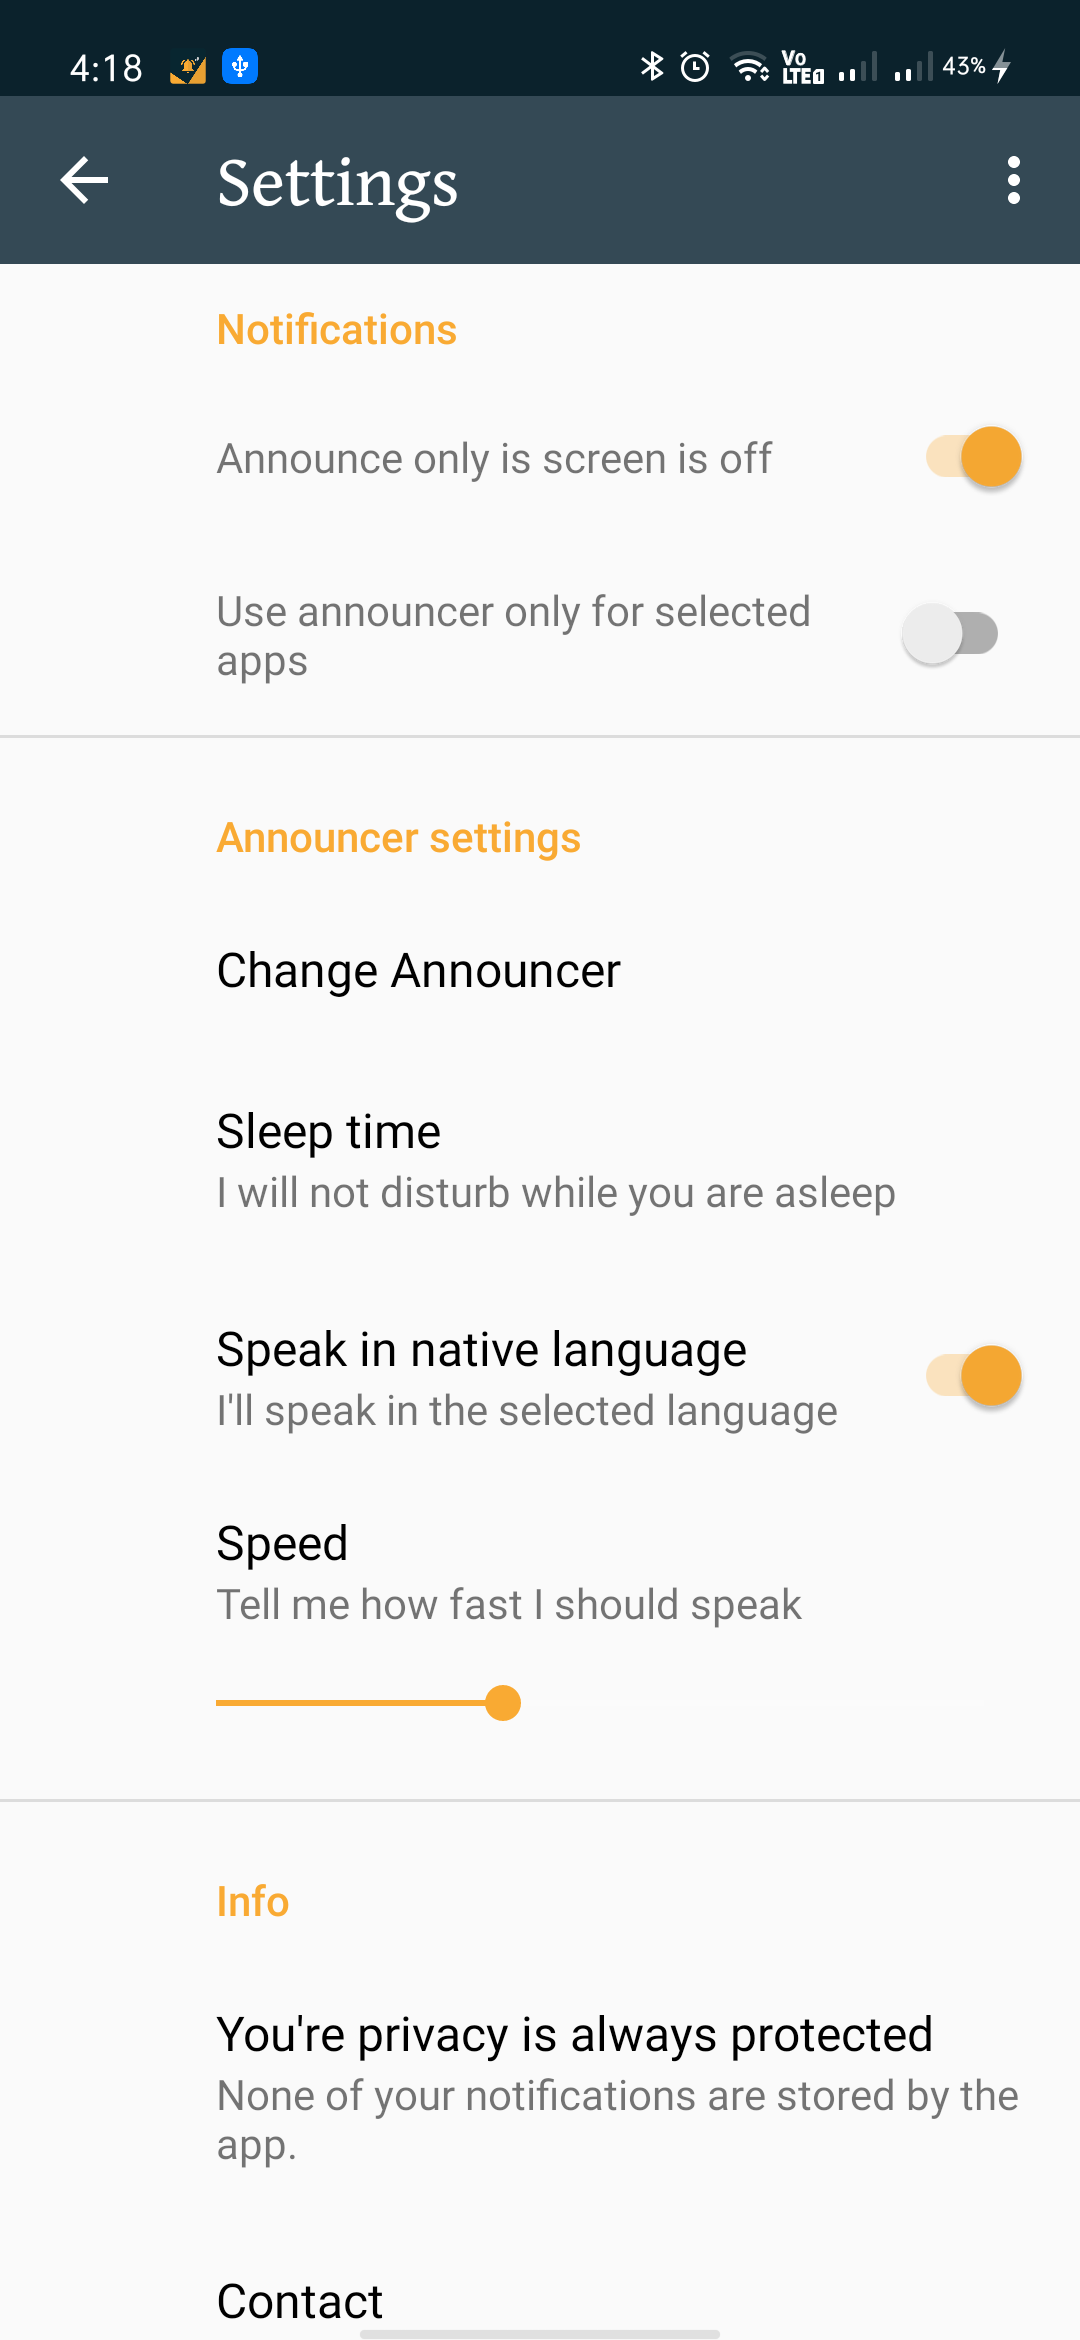 4:18
Vo
LTE1
43%
Settings
Notifications
Announce only is screen is off
Use announcer only for selected
apps
Announcer settings
Change Announcer
Sleep time
I will not disturb while you are asleep
Speak in native language
I'll speak in the selected language
Speed
Tell me how fast I should speak
Info
You're privacy is always protected
None of your notifications are stored by the
app.
Contact